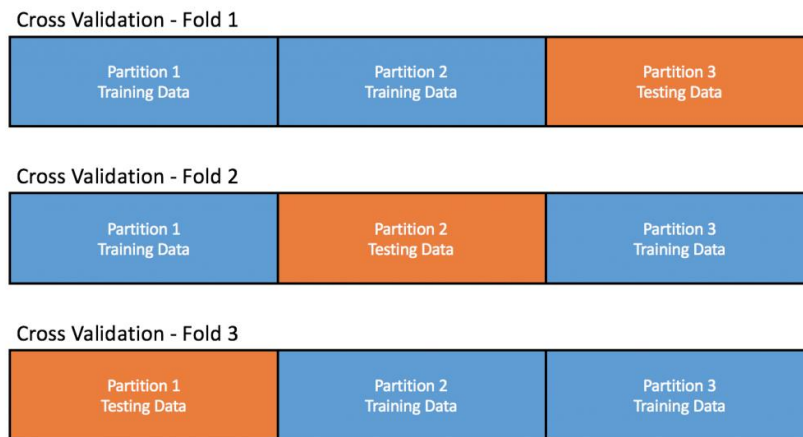 Cross Validation - Fold 1
Partition 1
Training Data
Partition 2
Training Data
Partition 3
Testing Data
Cross Validation - Fold 2
Partition 1
Training Data
Partition 2
Testing Data
Partition 3
Training Data
Cross Validation - Fold 3
Partition 1
Testing Data
Partition 2
Training Data
Partition 3
Training Data